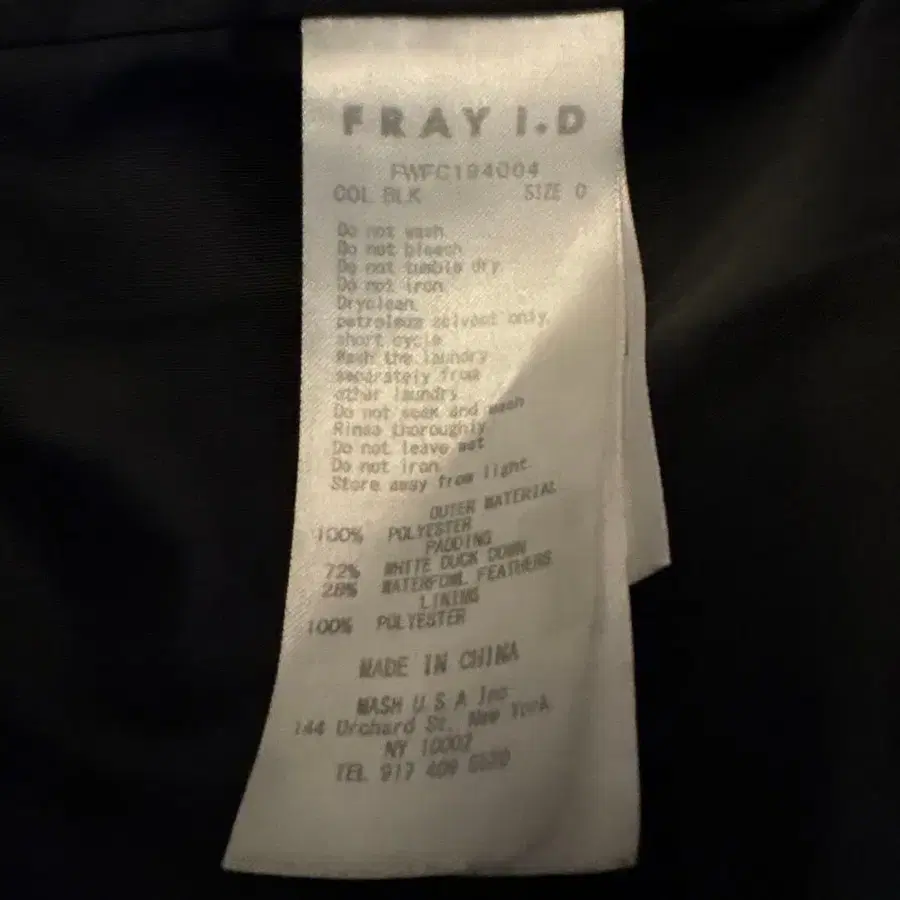 FRAY I.D
FWFC194004
COL BLK SIZE 0
Do not wash
Do not bleach
Do not tumble dry
Do not iron
Dryclean,
petroleum solvent only,
short cycle
Wash the laundry
separately from
other laundry
Do not soak and wash
Rinse thoroughly
Do not leave wet
Do not iron
Store away from light.
OUTER MATERIAL
100% POLYESTER
PADDING
72% WHITE DUCK DOWN
28% WATERFOWL FEATHERS
LINING
100% POLYESTER
MADE IN CHINA
MASH U S A Inc
144 Orchard St. New York
NY 10002
TEL 917 409